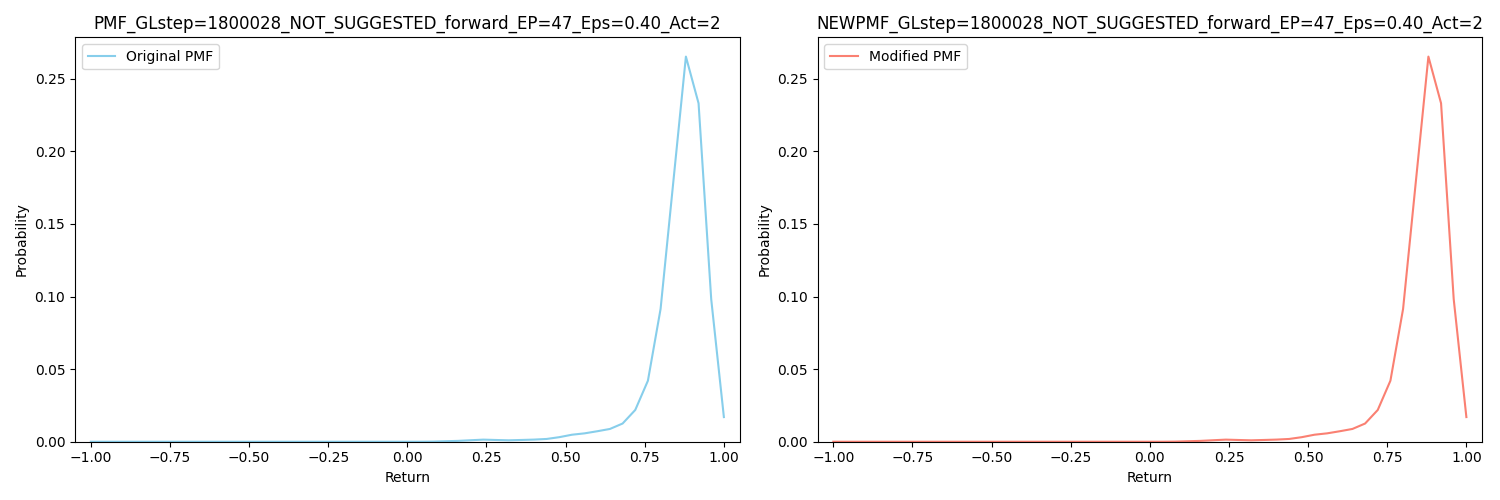 PMF_GLstep=1800028_NOT_SUGGESTED_forward_EP=47_Eps=0.40_Act=2
Original PMF
Probability
0.25
0.20
0.15
0.10
0.05
0.00
−1.00 −0.75 −0.50 −0.25 0.00 0.25 0.50 0.75 1.00
Return
NEWPMF_GLstep=1800028_NOT_SUGGESTED_forward_EP=47_Eps=0.40_Act=2
Modified PMF
Probability
0.25
0.20
0.15
0.10
0.05
0.00
−1.00 −0.75 −0.50 −0.25 0.00 0.25 0.50 0.75 1.00
Return